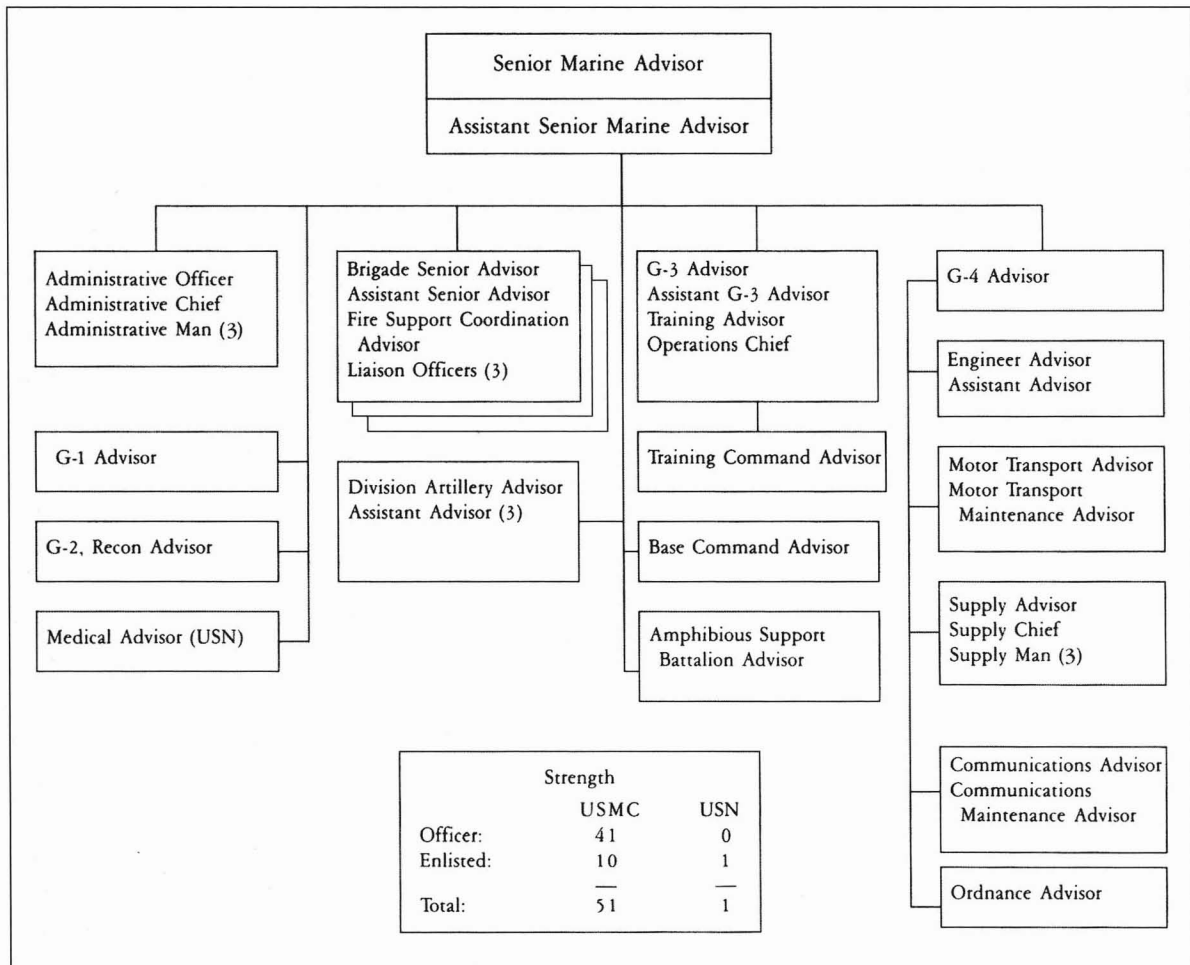 Senior Marine Advisor
Assistant Senior Marine Advisor
Administrative Officer
Administrative Chief
Administrative Man (3)
G-1 Advisor
G-2, Recon Advisor
Medical Advisor (USN)
Brigade Senior Advisor
Assistant Senior Advisor
Fire Support Coordination
Advisor
Liaison Officers (3)
Division Artillery Advisor
Assistant Advisor (3)
G-3 Advisor
Assistant G-3 Advisor
Training Advisor
Operations Chief
Training Command Advisor
Base Command Advisor
Amphibious Support
Battalion Advisor
G-4 Advisor
Engineer Advisor
Assistant Advisor
Motor Transport Advisor
Motor Transport
Maintenance Advisor
Supply Advisor
Supply Chief
Supply Man (3)
Communications Advisor
Communications
Maintenance Advisor
Ordnance Advisor
Strength
USMC USN
Officer: 41 0
Enlisted: 10 1
Total: 51 1